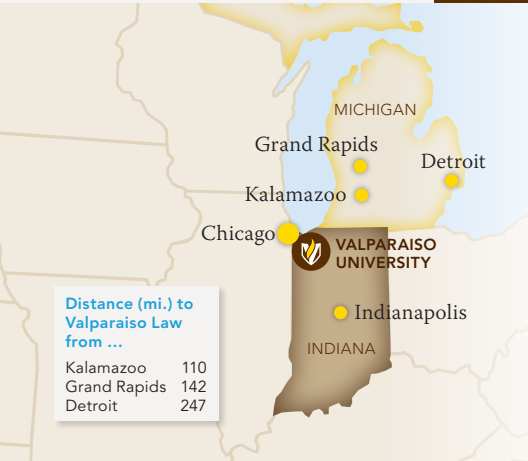 MICHIGAN
Grand Rapids
Detroit
Kalamazoo
Chicago
VALPARAISO
UNIVERSITY
Indianapolis
INDIANA
Distance (mi.) to
Valparaiso Law
from ...
Kalamazoo 110
Grand Rapids 142
Detroit 247